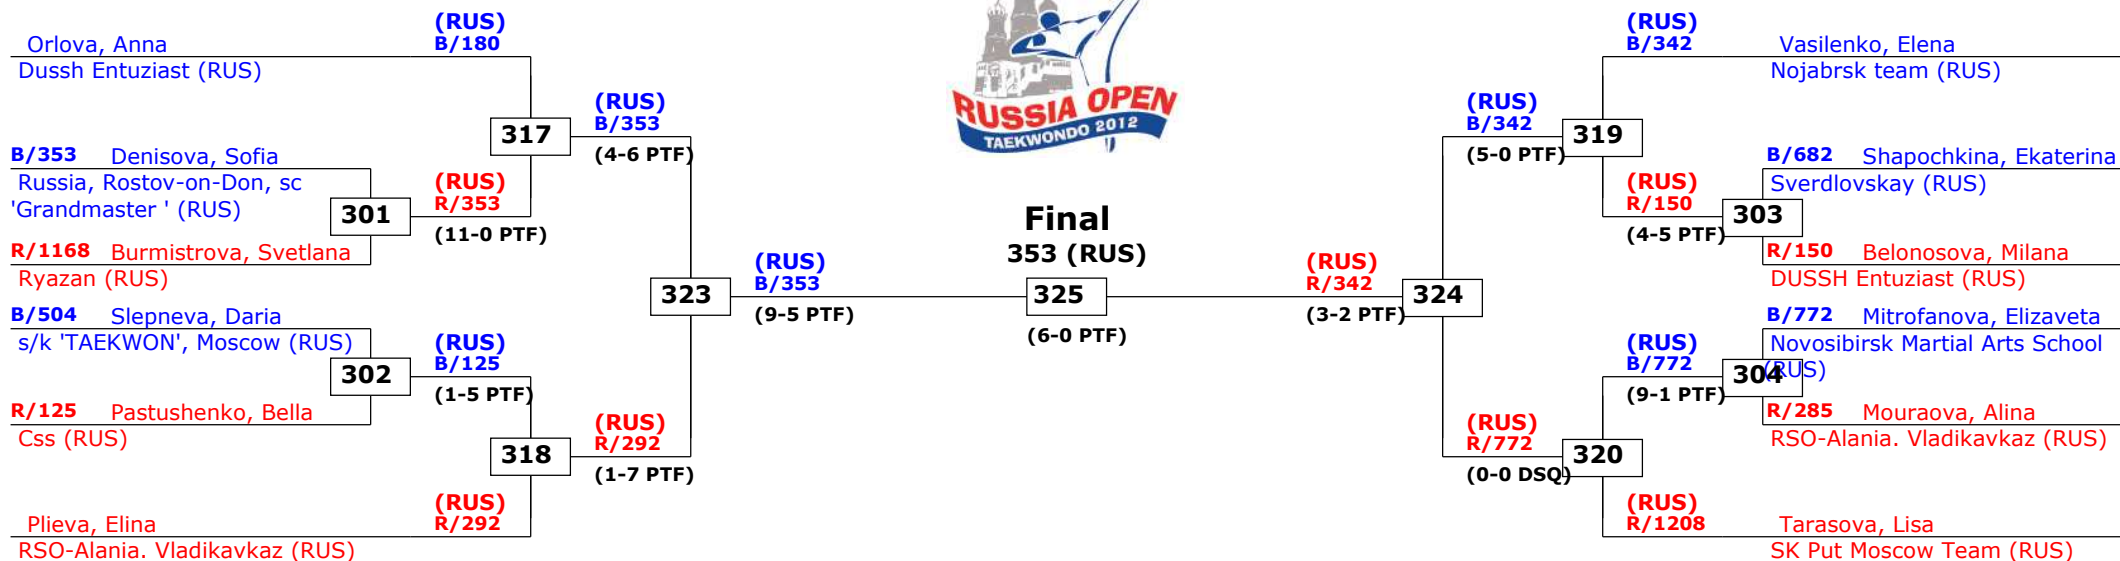 Orlova, Anna
Dussh Entuziast (RUS)
(RUS)
B/180
B/353 Denisova, Sofia
Russia, Rostov-on-Don, sc
'Grandmaster ' (RUS)
301
R/1168 Burmistrova, Svetlana
Ryazan (RUS)
(RUS)
R/353
(11-0 PTF)
317
(RUS)
B/353
(4-6 PTF)
B/504 Slepneva, Daria
s/k 'TAEKWON', Moscow (RUS)
302
R/125 Pastushenko, Bella
Css (RUS)
(RUS)
B/125
(1-5 PTF)
318
(RUS)
R/292
(1-7 PTF)
Plieva, Elina
RSO-Alania. Vladikavkaz (RUS)
(RUS)
R/292
323
(RUS)
B/353
(9-5 PTF)
RUSSIA OPEN
TAEKWONDO 2012
Final
353 (RUS)
325
(6-0 PTF)
(RUS)
R/342
(3-2 PTF)
324
(RUS)
B/342
(5-0 PTF)
319
(RUS)
B/342
Vasilenko, Elena
Nojabrsk team (RUS)
(RUS)
R/150
(4-5 PTF)
303
B/682 Shapochkina, Ekaterina
Sverdlovskay (RUS)
R/150 Belonosova, Milana
DUSSH Entuziast (RUS)
(RUS)
R/772
(0-0 DSQ)
320
(RUS)
B/772
(9-1 PTF)
304
B/772 Mitrofanova, Elizaveta
Novosibirsk Martial Arts School
(RUS)
R/285 Mouraova, Alina
RSO-Alania. Vladikavkaz (RUS)
(RUS)
R/1208
Tarasova, Lisa
SK Put Moscow Team (RUS)